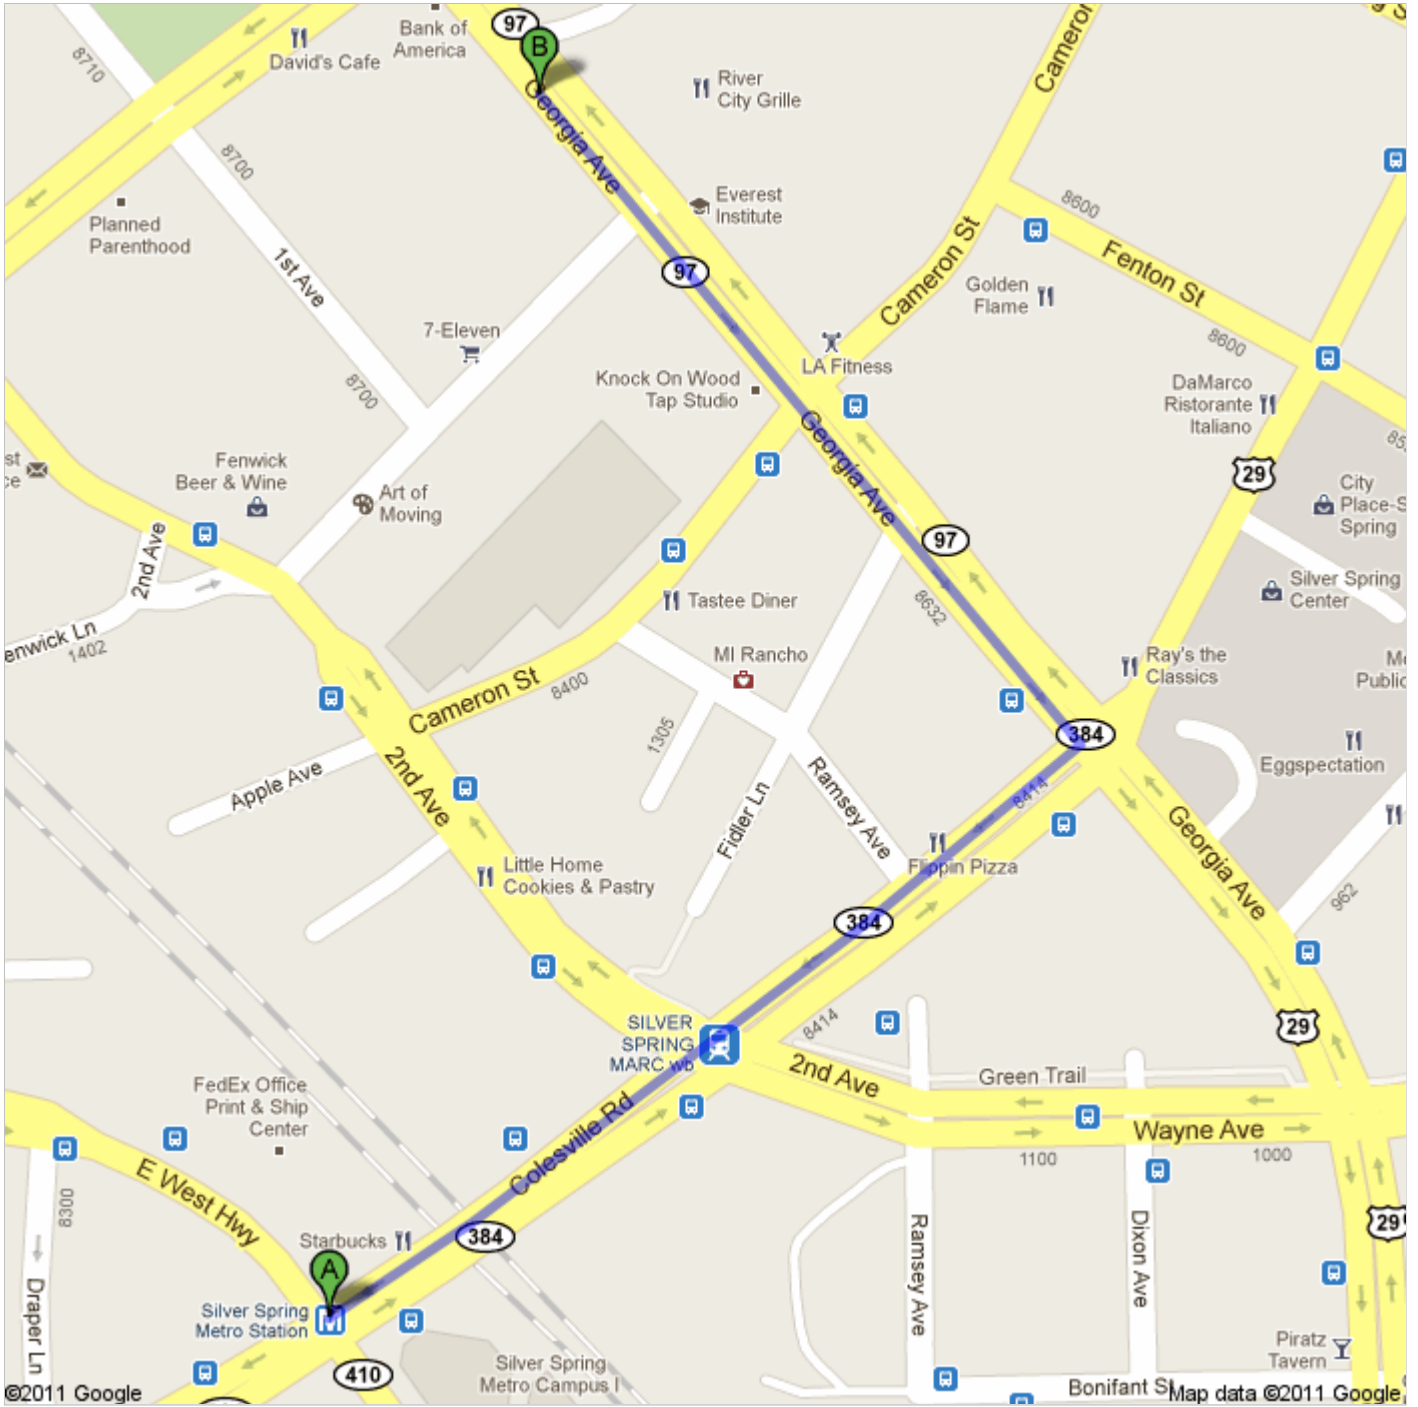 97
B
Bank of
America
David's Cafe
8710
Cameron
River
City Grille
Georgia Ave
8700
Planned
Parenthood
Everest
Institute
8600
Cameron St
Fenton St
1st Ave
97
Golden
Flame
7-Eleven
8600
LA Fitness
Knock On Wood
Tap Studio
8700
DaMarco
Ristorante
Italiano
Georgia Ave
Fenwick
Beer & Wine
29
City
Place-S
Spring
Art of
Moving
97
2nd Ave
Silver Spring
Center
Tastee Diner
8632
enwick Ln
1402
MI Rancho
Ray's the
Classics
Public
Cameron St
8400
1305
384
Eggspectation
Apple Ave
2nd Ave
Ramsey Ave
8414
Fidler Ln
Georgia Ave
Little Home
Cookies & Pastry
Flippin Pizza
962
384
SILVER
SPRING
MARC wb
8414
29
2nd Ave
Green Trail
FedEx Office
Print & Ship
Center
Colesville Rd
Wayne Ave
1100
1000
E West Hwy
8300
Starbucks
384
29
A
Ramsey Ave
Dixon Ave
Draper Ln
Silver Spring
Metro Station
Piratz
Tavern
410
Silver Spring
Metro Campus I
Bonifant St
©2011 Google
Map data ©2011 Google